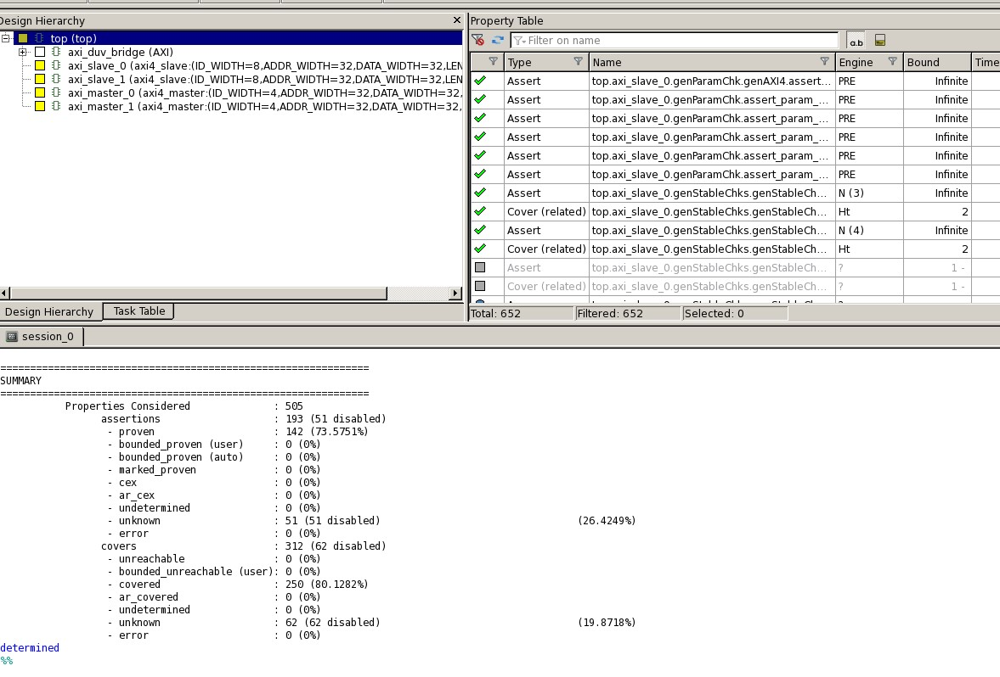 Design Hierarchy
top (top)
axi_duv_bridge (AXI)
axi_slave_0 (axi4_slave:(ID_WIDTH=8,ADDR_WIDTH=32,DATA_WIDTH=32,LEN
axi_slave_1 (axi4_slave:(ID_WIDTH=8,ADDR_WIDTH=32,DATA_WIDTH=32,LEN
axi_master_0 (axi4_master:(ID_WIDTH=4,ADDR_WIDTH=32,DATA_WIDTH=32,
axi_master_1 (axi4_master:(ID_WIDTH=4,ADDR_WIDTH=32,DATA_WIDTH=32,
Design Hierarchy Task Table
Property Table
Filter on name a.b
Type Name Engine Bound Time
Assert top.axi_slave_0.genParamChk.genAXI4.assert... PRE Infinite
Assert top.axi_slave_0.genParamChk.assert_param_... PRE Infinite
Assert top.axi_slave_0.genParamChk.assert_param_... PRE Infinite
Assert top.axi_slave_0.genParamChk.assert_param_... PRE Infinite
Assert top.axi_slave_0.genParamChk.assert_param_... PRE Infinite
Assert top.axi_slave_0.genParamChk.assert_param_... PRE Infinite
Assert top.axi_slave_0.genStableChks.genStableCh... N (3) Infinite
Cover (related) top.axi_slave_0.genStableChks.genStableCh... Ht 2
Assert top.axi_slave_0.genStableChks.genStableCh... N (4) Infinite
Cover (related) top.axi_slave_0.genStableChks.genStableCh... Ht 2
Assert top.axi_slave_0.genStableChks.genStableCh... ? 1 -
Cover (related) top.axi_slave_0.genStableChks.genStableCh... ? 1 -
Total: 652 Filtered: 652 Selected: 0
session_0
==============================================================
SUMMARY
==============================================================
Properties Considered : 505
assertions : 193 (51 disabled)
- proven : 142 (73.5751%)
- bounded_proven (user) : 0 (0%)
- bounded_proven (auto) : 0 (0%)
- marked_proven : 0 (0%)
- cex : 0 (0%)
- ar_cex : 0 (0%)
- undetermined : 0 (0%)
- unknown : 51 (51 disabled) (26.4249%)
- error : 0 (0%)
covers : 312 (62 disabled)
- unreachable : 0 (0%)
- bounded_unreachable (user): 0 (0%)
- covered : 250 (80.1282%)
- ar_covered : 0 (0%)
- undetermined : 0 (0%)
- unknown : 62 (62 disabled) (19.8718%)
- error : 0 (0%)
determined
%%